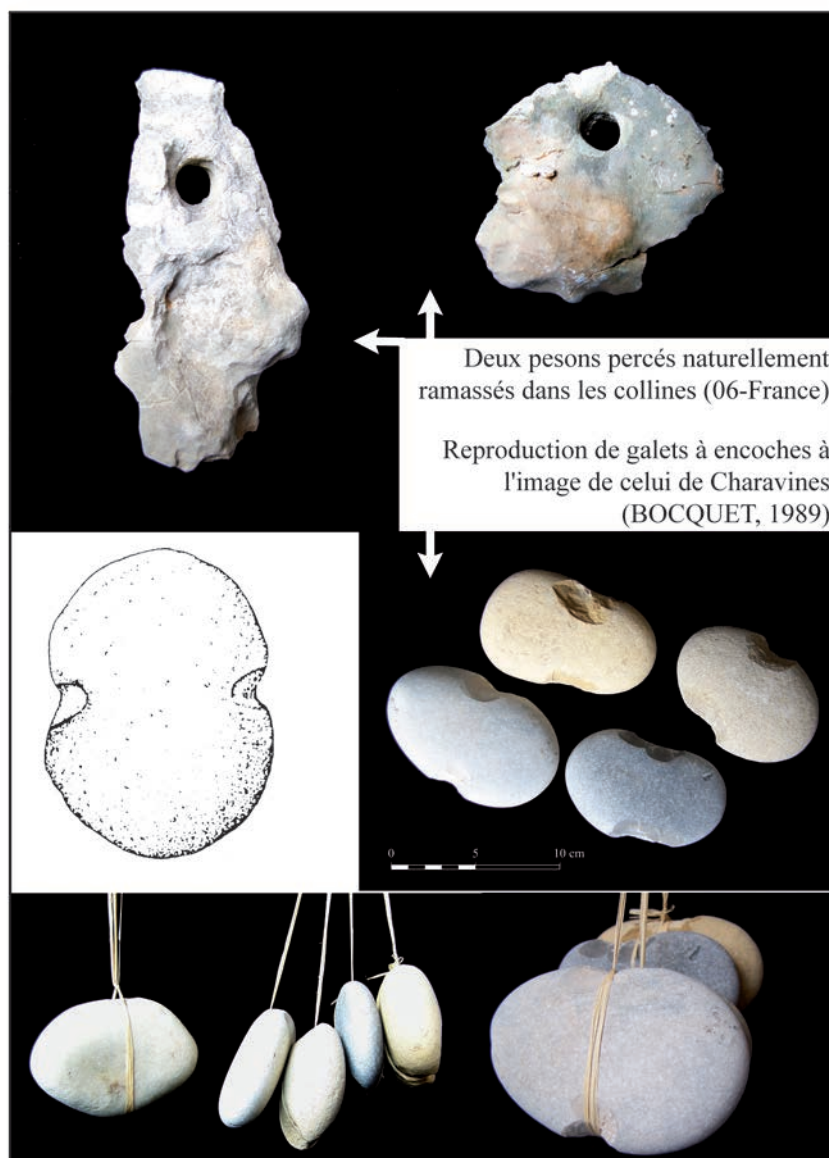 Deux pesons percés naturellement
ramassés dans les collines (06-France)
Reproduction de galets à encoches à
l'image de celui de Charavines
(BOCQUET, 1989)
0 5 10 cm